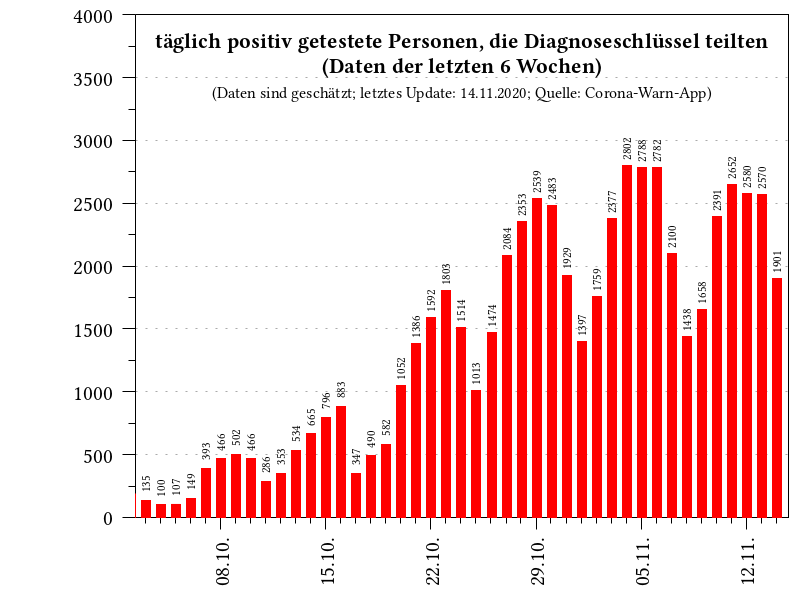 täglich positiv getestete Personen, die Diagnoseschlüssel teilten
(Daten der letzten 6 Wochen)
(Daten sind geschätzt; letztes Update: 14.11.2020; Quelle: Corona-Warn-App)
4000
3500
3000
2500
2000
1500
1000
500
0
135 100 107 149 393 466 502 466 286 353 534 665 796 883 347 490 582 1052 1386 1592 1803 1514 1013 1474 2084 2353 2539 2483 1929 1397 1759 2377 2802 2788 2782 2100 1438 1658 2391 2652 2580 2570 1901
08.10. 15.10. 22.10. 29.10. 05.11. 12.11.